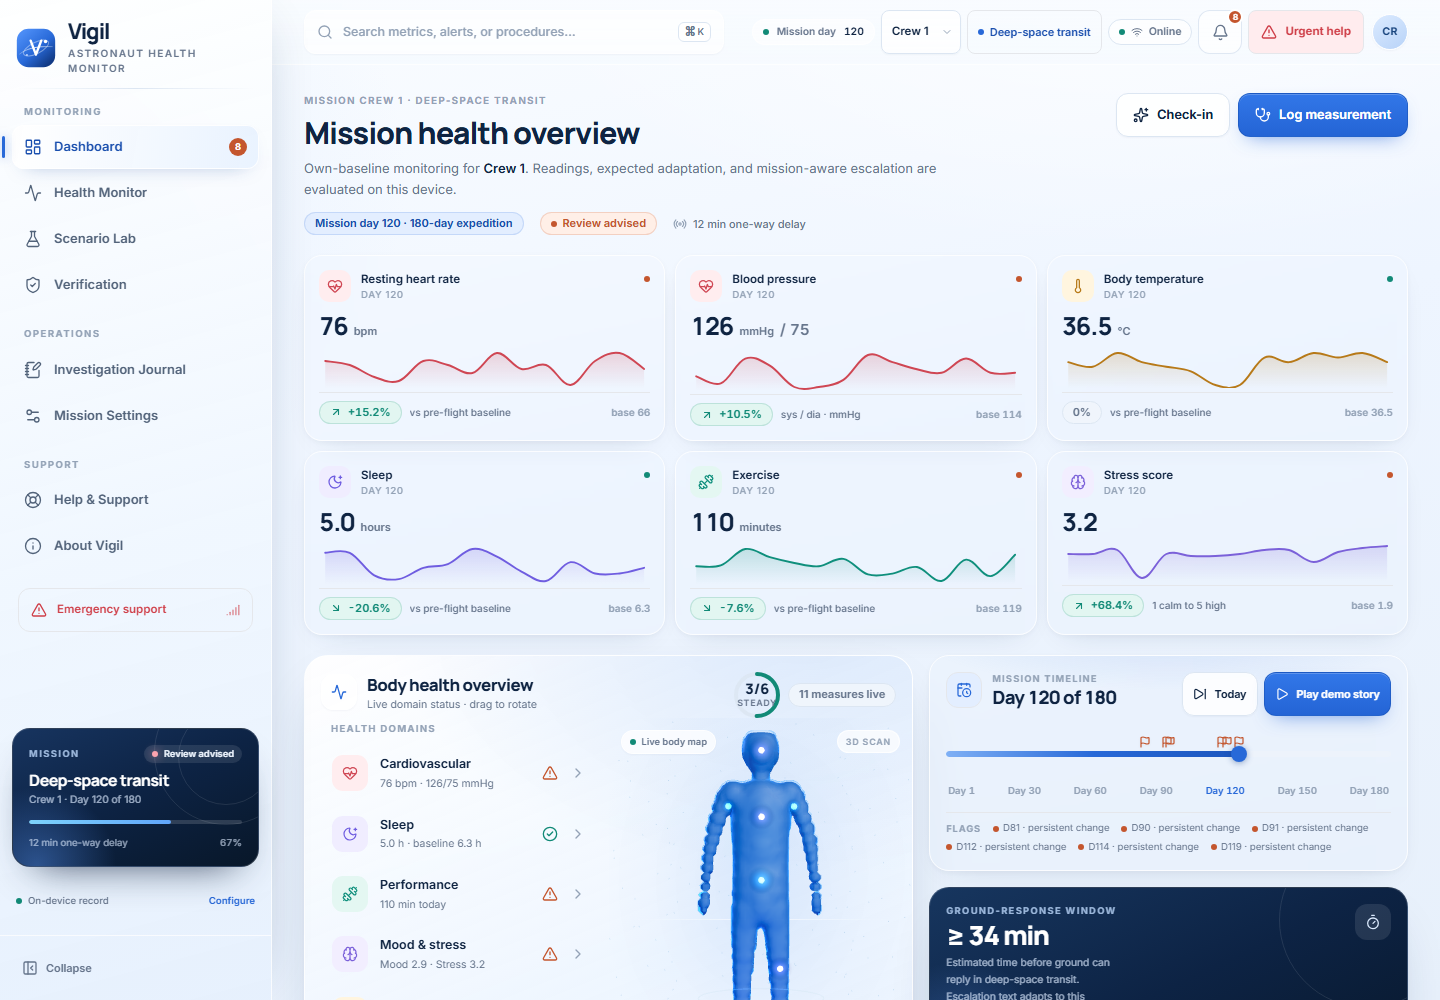 Vigil
ASTRONAUT HEALTH
MONITOR
Search metrics, alerts, or procedures...
⌘ K
Mission day 120
Crew 1
Deep-space transit
Online
8
Urgent help
CR
MONITORING
Dashboard
8
Health Monitor
Scenario Lab
Verification
OPERATIONS
Investigation Journal
Mission Settings
SUPPORT
Help & Support
About Vigil
Emergency support
MISSION
Review advised
Deep-space transit
Crew 1 · Day 120 of 180
12 min one-way delay
67%
On-device record
Configure
Collapse
MISSION CREW 1 · DEEP-SPACE TRANSIT
Mission health overview
Own-baseline monitoring for Crew 1. Readings, expected adaptation, and mission-aware escalation are
evaluated on this device.
Check-in
Log measurement
Mission day 120 · 180-day expedition
Review advised
12 min one-way delay
Resting heart rate
DAY 120
76 bpm
+15.2%
vs pre-flight baseline
base 66
Blood pressure
DAY 120
126 mmHg / 75
+10.5%
sys / dia · mmHg
base 114
Body temperature
DAY 120
36.5 °C
0%
vs pre-flight baseline
base 36.5
Sleep
DAY 120
5.0 hours
-20.6%
vs pre-flight baseline
base 6.3
Exercise
DAY 120
110 minutes
-7.6%
vs pre-flight baseline
base 119
Stress score
DAY 120
3.2
+68.4%
1 calm to 5 high
base 1.9
Body health overview
Live domain status · drag to rotate
3/6
STEADY
11 measures live
HEALTH DOMAINS
Live body map
3D SCAN
Cardiovascular
76 bpm · 126/75 mmHg
Sleep
5.0 h · baseline 6.3 h
Performance
110 min today
Mood & stress
Mood 2.9 · Stress 3.2
MISSION TIMELINE
Day 120 of 180
Today
Play demo story
Day 1
Day 30
Day 60
Day 90
Day 120
Day 150
Day 180
FLAGS
D81 · persistent change
D90 · persistent change
D91 · persistent change
D112 · persistent change
D114 · persistent change
D119 · persistent change
GROUND-RESPONSE WINDOW
≥ 34 min
Estimated time before ground can
reply in deep-space transit.
Escalation text adapts to this